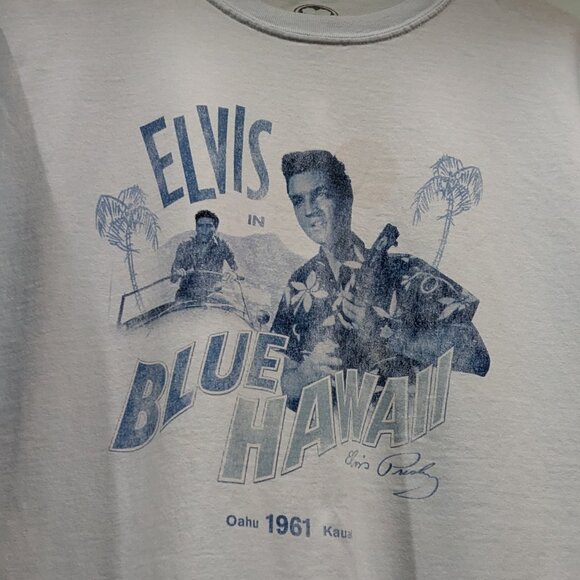 ELVIS
IN
BLUE
HAWAII
Elvis Presley
Oahu 1961 Kauai